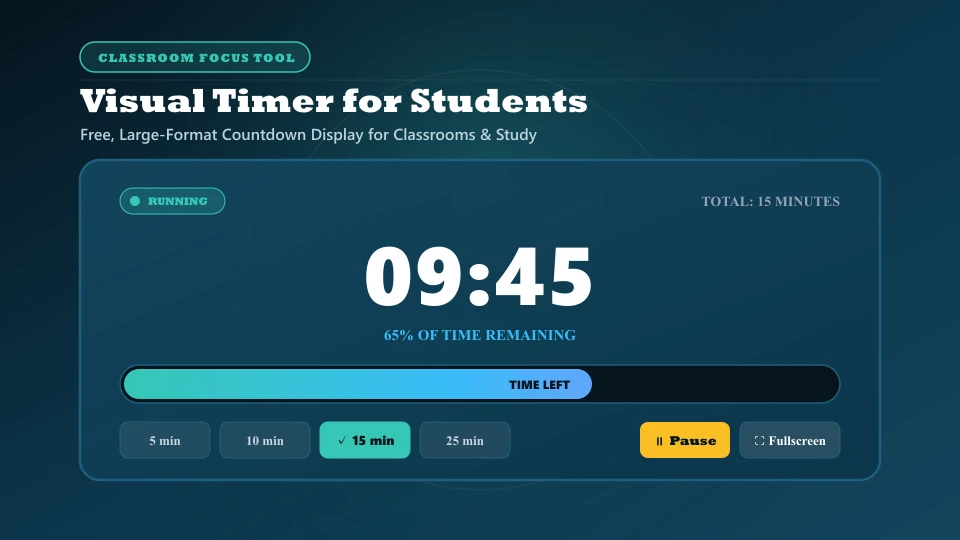 CLASSROOM FOCUS TOOL
Visual Timer for Students
Free, Large-Format Countdown Display for Classrooms & Study
RUNNING
TOTAL: 15 MINUTES
09:45
65% OF TIME REMAINING
TIME LEFT
5 min
10 min
✓ 15 min
25 min
⏸ Pause
⛶ Fullscreen